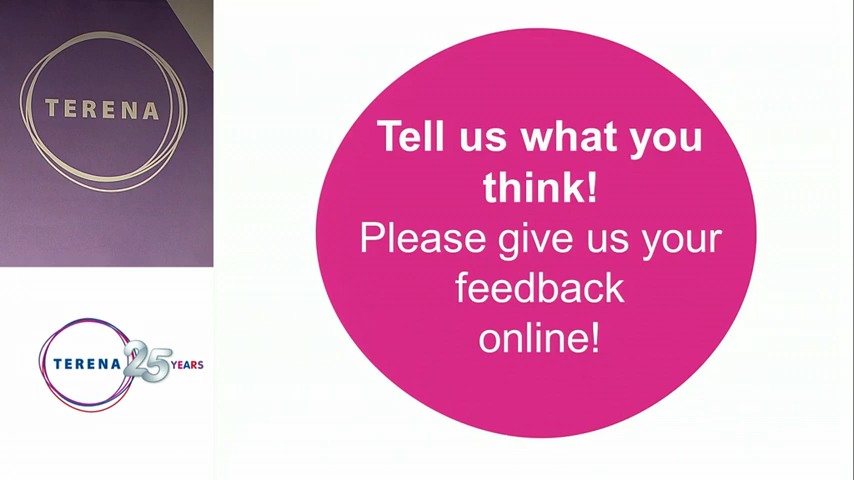 TERENA
TERENA 25 YEARS
Tell us what you
think!
Please give us your
feedback
online!